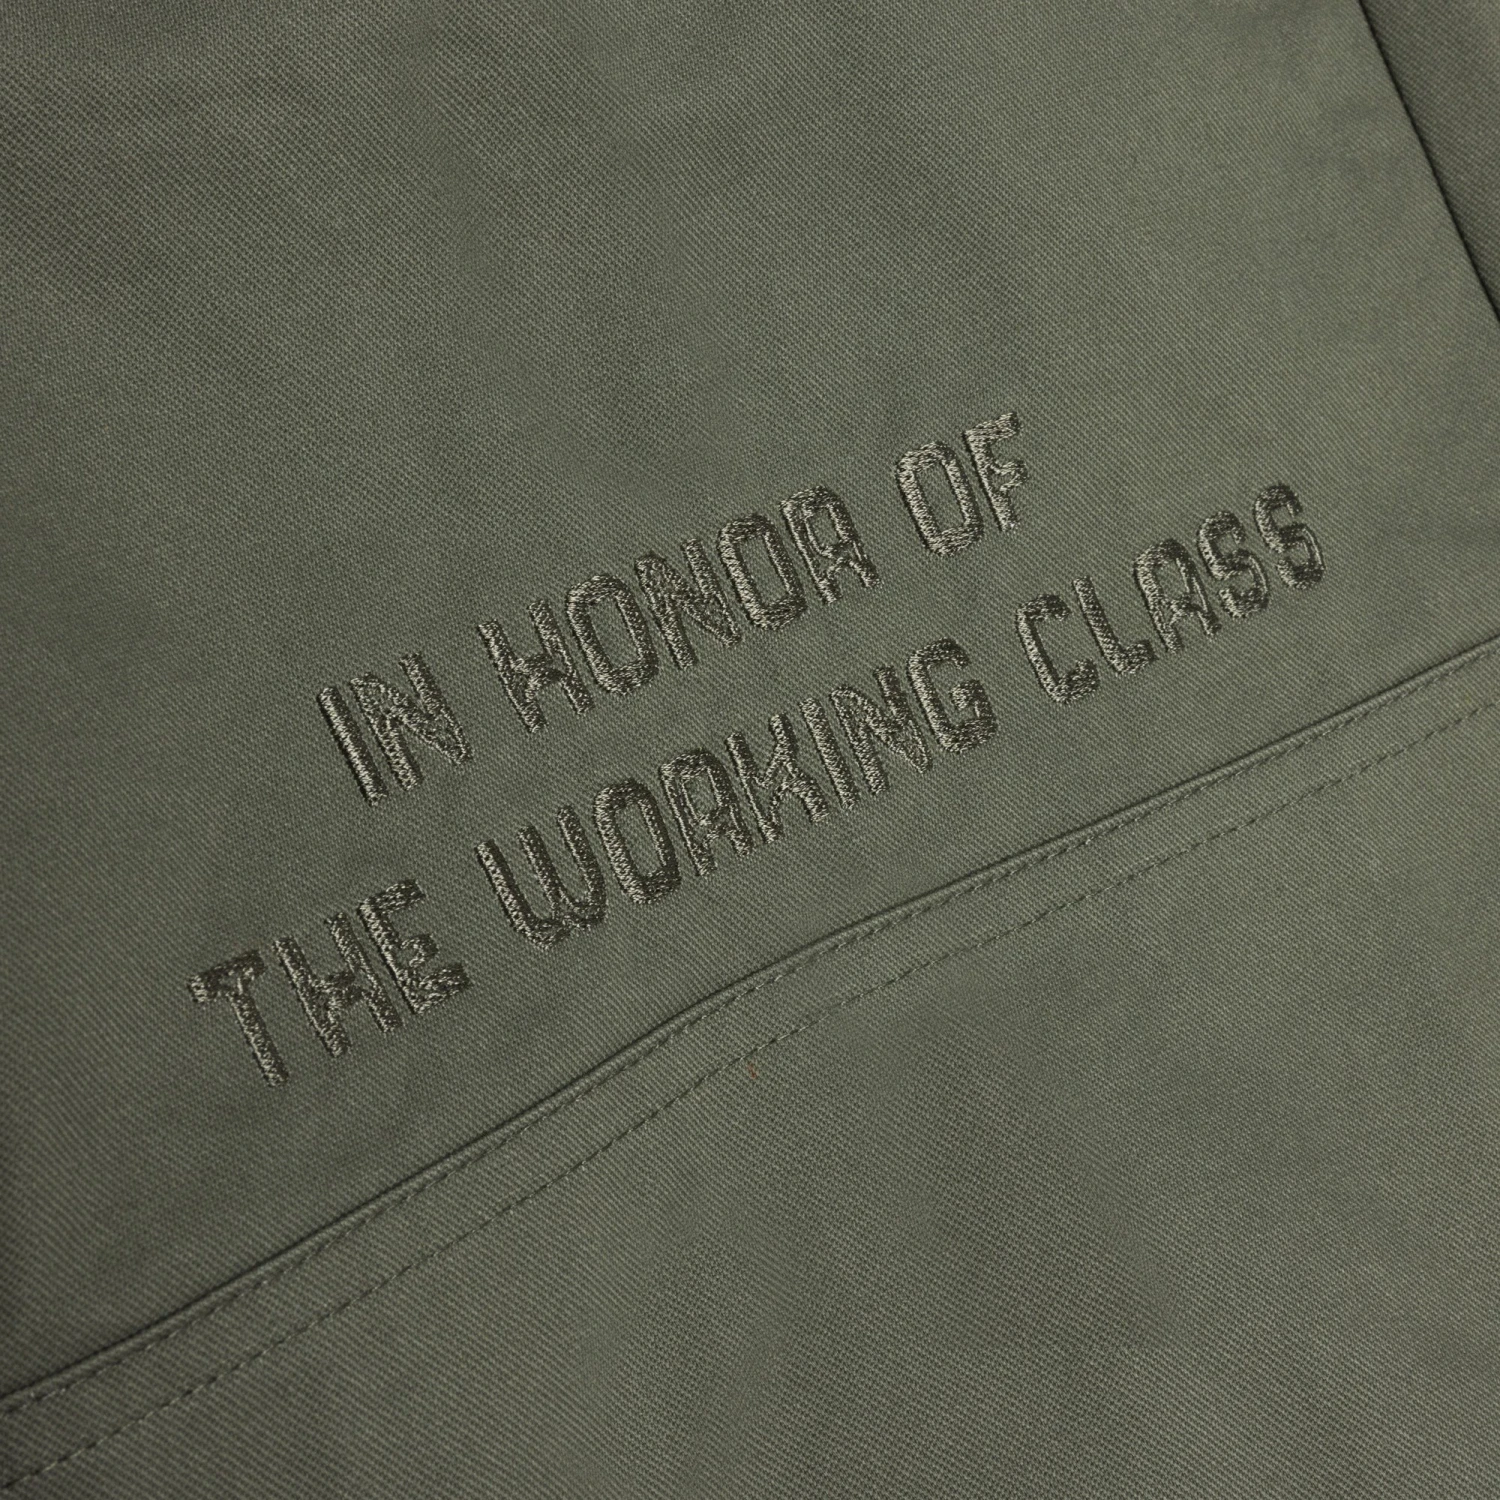 IN HONOR OF
THE WORKING CLASS